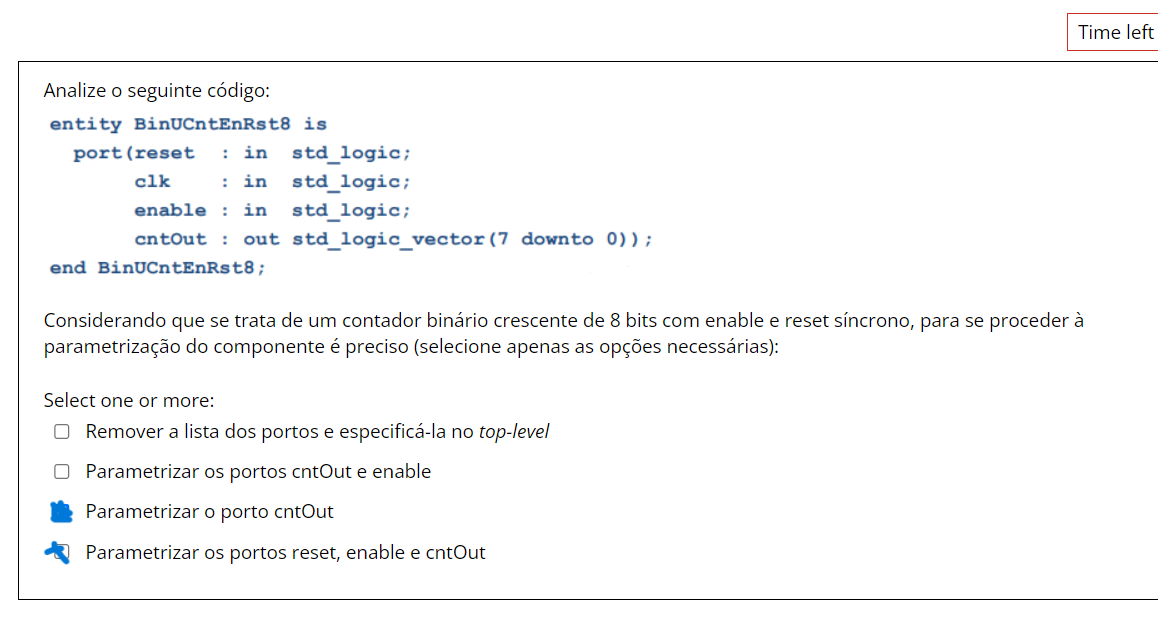 Time left
Analize o seguinte código:
entity BinUCntEnRst8 is
port(reset : in std_logic;
clk : in std_logic;
enable : in std_logic;
cntOut : out std_logic_vector(7 downto 0));
end BinUCntEnRst8;
Considerando que se trata de um contador binário crescente de 8 bits com enable e reset síncrono, para se proceder à
parametrização do componente é preciso (selecione apenas as opções necessárias):
Select one or more:
Remover a lista dos portos e especificá-la no top-level
Parametrizar os portos cntOut e enable
Parametrizar o porto cntOut
Parametrizar os portos reset, enable e cntOut